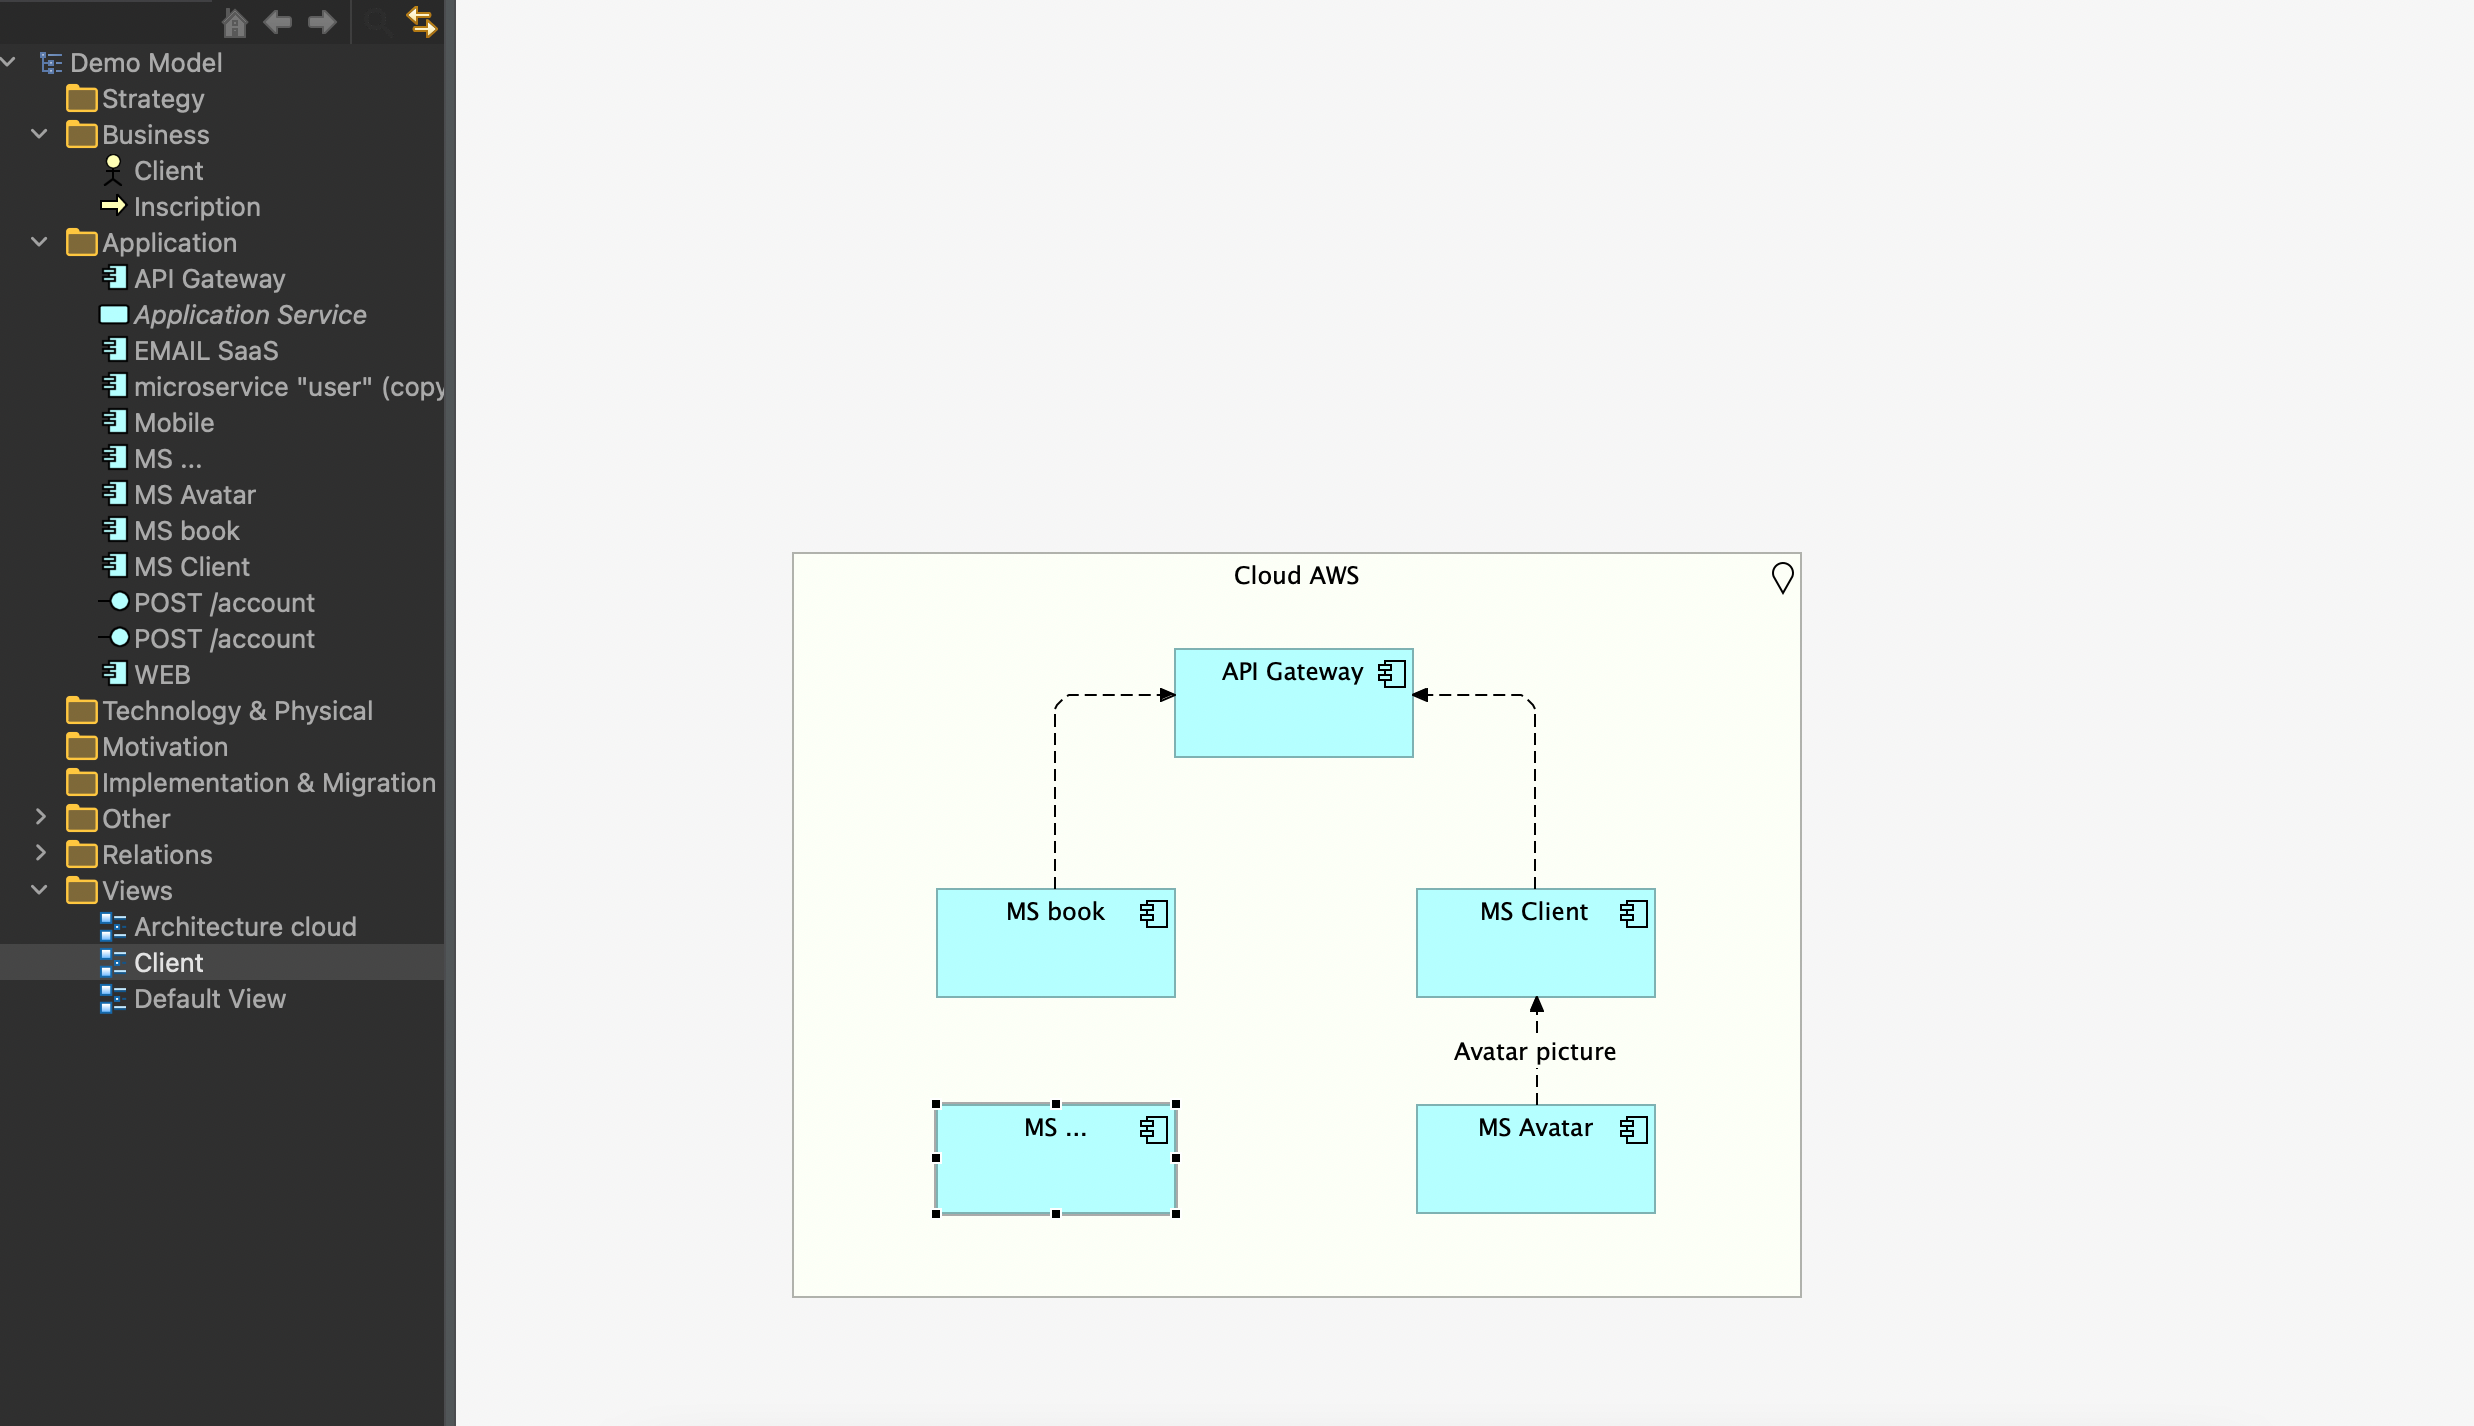 Demo Model
Strategy
Business
Client
Inscription
Application
API Gateway
Application Service
EMAIL SaaS
microservice "user" (copy
Mobile
MS ...
MS Avatar
MS book
MS Client
POST /account
POST /account
WEB
Technology & Physical
Motivation
Implementation & Migration
Other
Relations
Views
Architecture cloud
Client
Default View
Cloud AWS
API Gateway
MS book
MS Client
Avatar picture
MS ...
MS Avatar